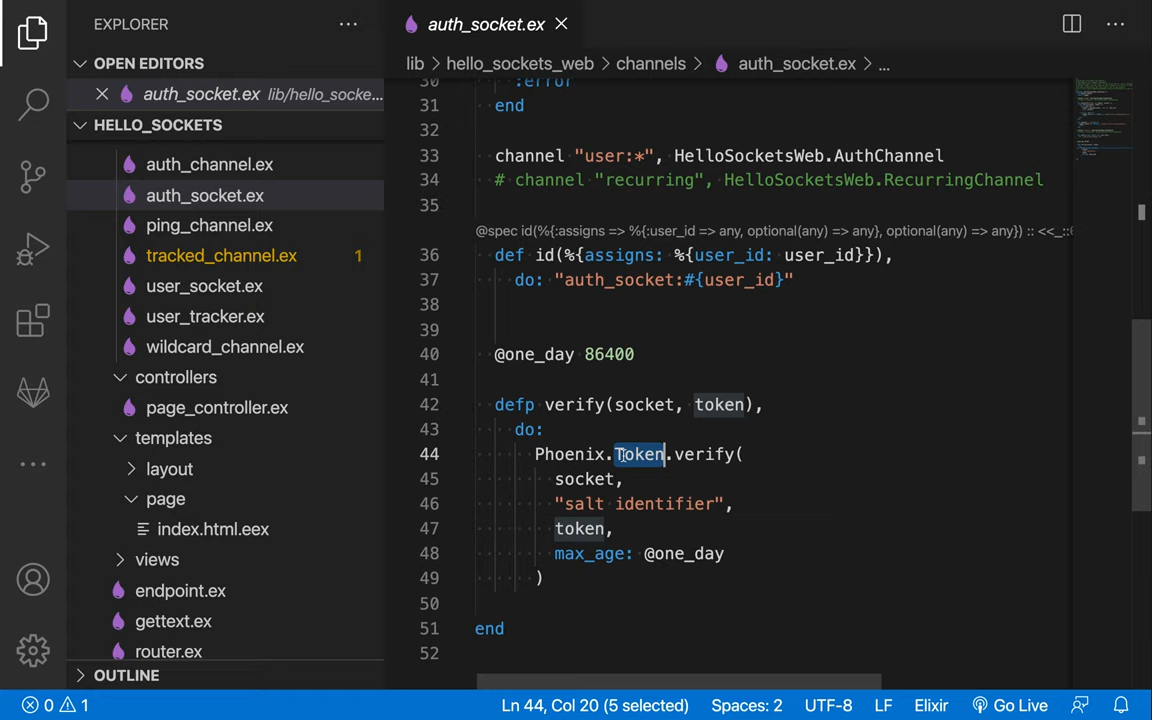 EXPLORER
OPEN EDITORS
auth_socket.ex lib/hello_socke...
HELLO_SOCKETS
auth_channel.ex
auth_socket.ex
ping_channel.ex
tracked_channel.ex 1
user_socket.ex
user_tracker.ex
wildcard_channel.ex
controllers
page_controller.ex
templates
layout
page
index.html.eex
views
endpoint.ex
gettext.ex
router.ex
OUTLINE
auth_socket.ex
lib > hello_sockets_web > channels > auth_socket.ex > ...
30 :error
31 end
32
33 channel "user:*", HelloSocketsWeb.AuthChannel
34 # channel "recurring", HelloSocketsWeb.RecurringChannel
35
@spec id(%{:assigns => %{:user_id => any, optional(any) => any}, optional(any) => any}) :: <<_::6
36 def id(%{assigns: %{user_id: user_id}}),
37 do: "auth_socket:#{user_id}"
38
39
40 @one_day 86400
41
42 defp verify(socket, token),
43 do:
44 Phoenix.Token.verify(
45 socket,
46 "salt identifier",
47 token,
48 max_age: @one_day
49 )
50
51 end
52
0 1 Ln 44, Col 20 (5 selected) Spaces: 2 UTF-8 LF Elixir Go Live